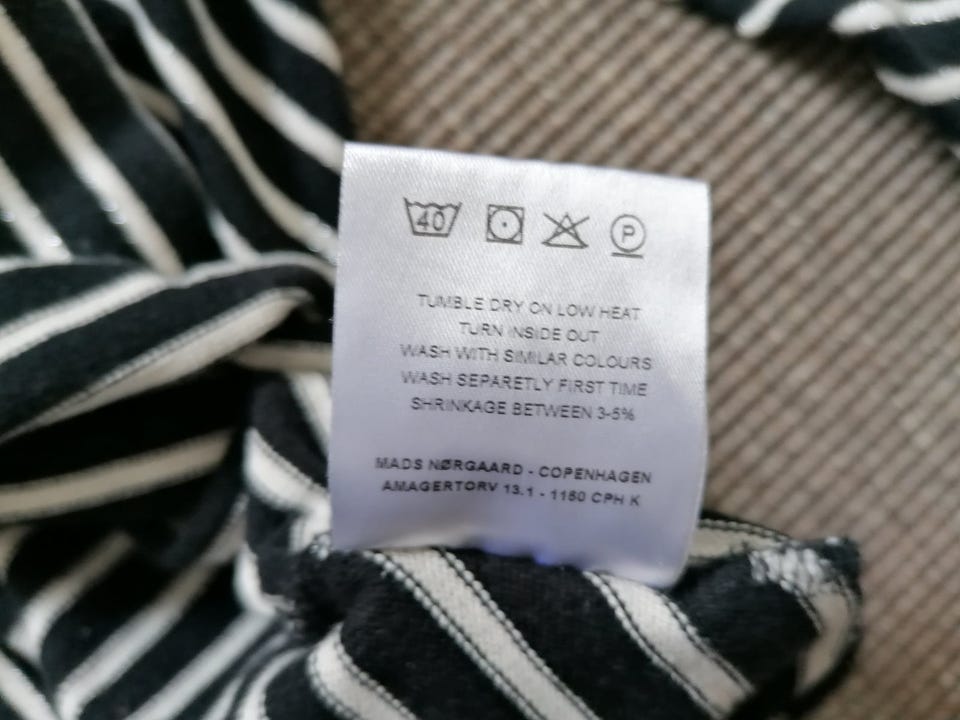 40
P
TUMBLE DRY ON LOW HEAT
TURN INSIDE OUT
WASH WITH SIMILAR COLOURS
WASH SEPARETLY FIRST TIME
SHRINKAGE BETWEEN 3-5%
MADS NØRGAARD - COPENHAGEN
AMAGERTORV 13.1 - 1160 CPH K